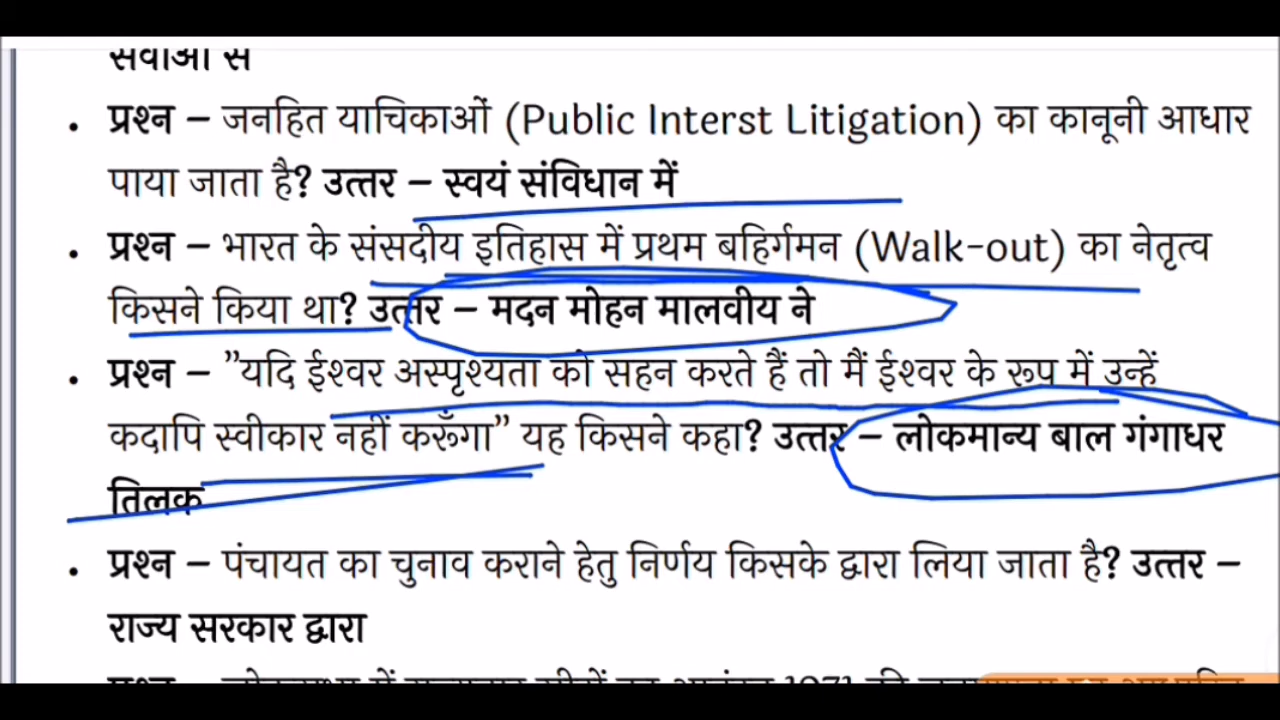 सेवाओं से
• प्रश्न – जनहित याचिकाओं (Public Interst Litigation) का कानूनी आधार
पाया जाता है? उत्तर – स्वयं संविधान में
• प्रश्न – भारत के संसदीय इतिहास में प्रथम बहिर्गमन (Walk-out) का नेतृत्व
किसने किया था? उत्तर – मदन मोहन मालवीय ने
• प्रश्न – ”यदि ईश्वर अस्पृश्यता को सहन करते हैं तो मैं ईश्वर के रूप में उन्हें
कदापि स्वीकार नहीं करूँगा” यह किसने कहा? उत्तर – लोकमान्य बाल गंगाधर
तिलक
• प्रश्न – पंचायत का चुनाव कराने हेतु निर्णय किसके द्वारा लिया जाता है? उत्तर –
राज्य सरकार द्वारा